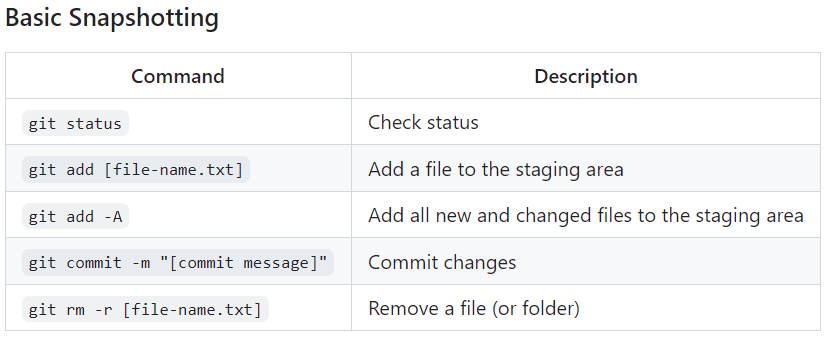 Basic Snapshotting
Command Description
git status Check status
git add [file-name.txt] Add a file to the staging area
git add -A Add all new and changed files to the staging area
git commit -m "[commit message]" Commit changes
git rm -r [file-name.txt] Remove a file (or folder)